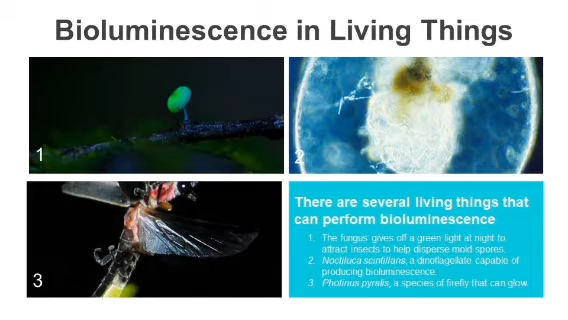 Bioluminescence in Living Things
1
2
3
There are several living things that
can perform bioluminescence
1. The fungus gives off a green light at night to
attract insects to help disperse mold spores.
2. Noctiluca scintillans, a dinoflagellate capable of
producing bioluminescence.
3. Photinus pyralis, a species of firefly that can glow.